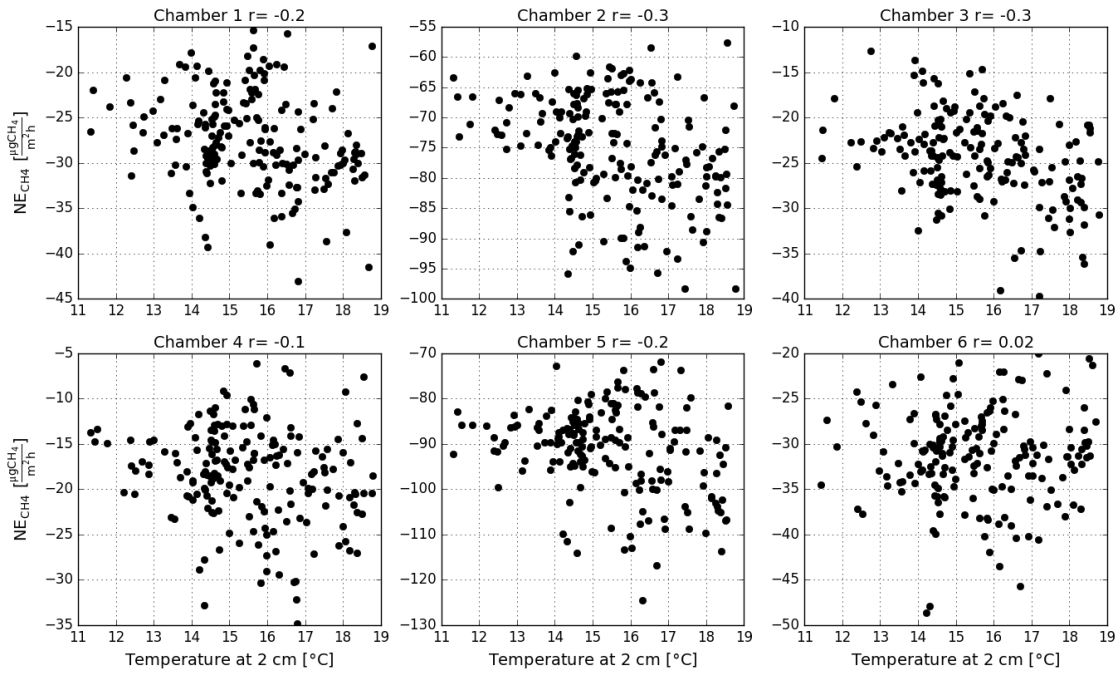 Chamber 1 r= -0.2
Chamber 2 r= -0.3
Chamber 3 r= -0.3
−15
−20
−25
−30
−35
−40
−45
NE_CH4 [µgCH₄/m²h]
11 12 13 14 15 16 17 18 19
−55
−60
−65
−70
−75
−80
−85
−90
−95
−100
11 12 13 14 15 16 17 18 19
−10
−15
−20
−25
−30
−35
−40
11 12 13 14 15 16 17 18 19
Chamber 4 r= -0.1
Chamber 5 r= -0.2
Chamber 6 r= 0.02
−5
−10
−15
−20
−25
−30
−35
NE_CH4 [µgCH₄/m²h]
11 12 13 14 15 16 17 18 19
Temperature at 2 cm [°C]
−70
−80
−90
−100
−110
−120
−130
11 12 13 14 15 16 17 18 19
Temperature at 2 cm [°C]
−20
−25
−30
−35
−40
−45
−50
11 12 13 14 15 16 17 18 19
Temperature at 2 cm [°C]